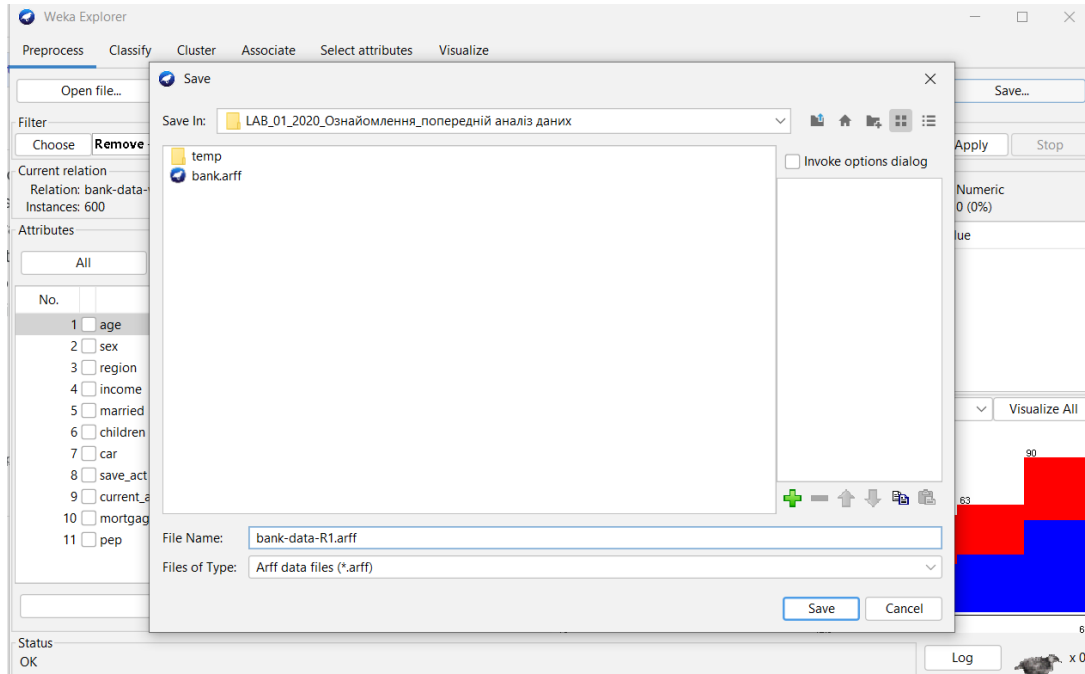 Weka Explorer
Preprocess Classify Cluster Associate Select attributes Visualize
Open file...
Save...
Filter
Choose Remove
Apply Stop
Current relation
Relation: bank-data-
Instances: 600
Numeric
0 (0%)
Attributes
All
No.
1 age
2 sex
3 region
4 income
5 married
6 children
7 car
8 save_act
9 current_a
10 mortgag
11 pep
Save
Save In: LAB_01_2020_Ознайомлення_попередній аналіз даних
temp
bank.arff
Invoke options dialog
File Name: bank-data-R1.arff
Files of Type: Arff data files (*.arff)
Save Cancel
lue
Visualize All
90
63
6
Status
OK
Log
x 0